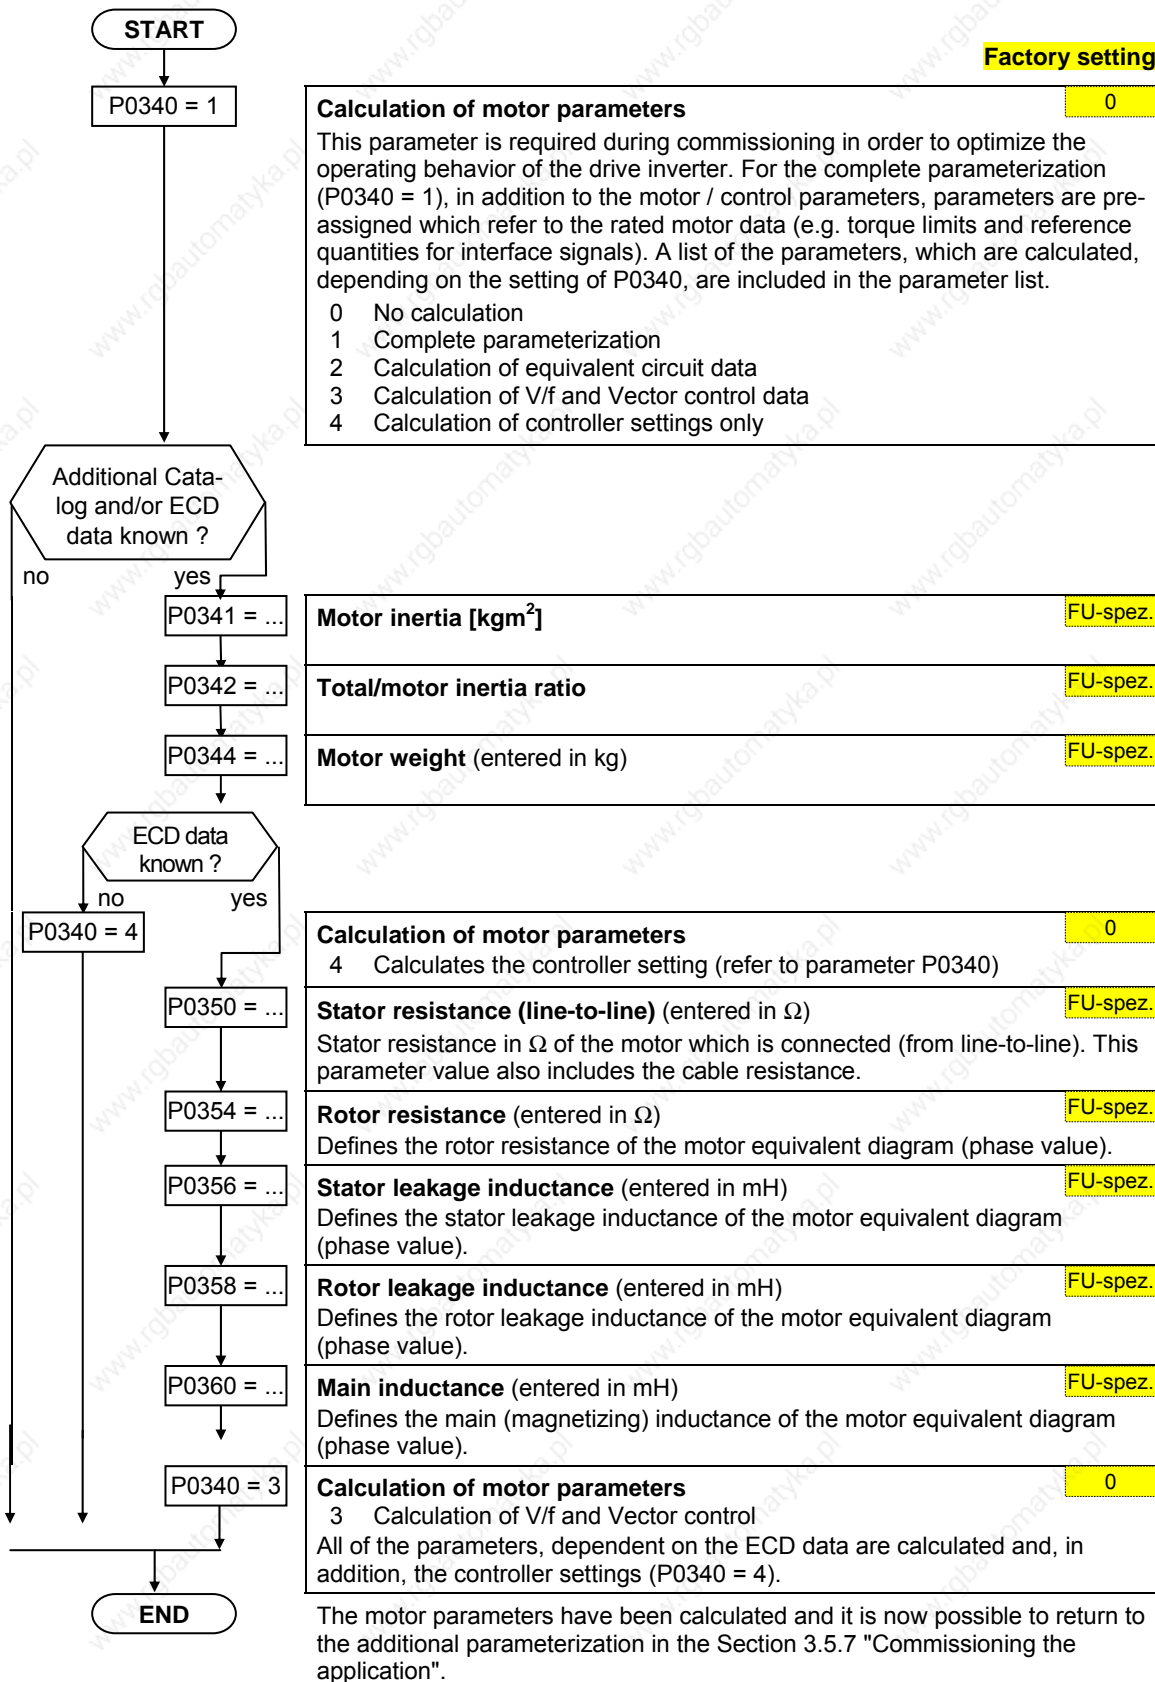 START
Factory setting
P0340 = 1
Calculation of motor parameters
0
This parameter is required during commissioning in order to optimize the
operating behavior of the drive inverter. For the complete parameterization
(P0340 = 1), in addition to the motor / control parameters, parameters are pre-
assigned which refer to the rated motor data (e.g. torque limits and reference
quantities for interface signals). A list of the parameters, which are calculated,
depending on the setting of P0340, are included in the parameter list.
0 No calculation
1 Complete parameterization
2 Calculation of equivalent circuit data
3 Calculation of V/f and Vector control data
4 Calculation of controller settings only
Additional Cata-
log and/or ECD
data known ?
no yes
P0341 = ...
Motor inertia [kgm²]
FU-spez.
P0342 = ...
Total/motor inertia ratio
FU-spez.
P0344 = ...
Motor weight (entered in kg)
FU-spez.
ECD data
known ?
no yes
P0340 = 4
Calculation of motor parameters
0
4 Calculates the controller setting (refer to parameter P0340)
P0350 = ...
Stator resistance (line-to-line) (entered in Ω)
FU-spez.
Stator resistance in Ω of the motor which is connected (from line-to-line). This
parameter value also includes the cable resistance.
P0354 = ...
Rotor resistance (entered in Ω)
FU-spez.
Defines the rotor resistance of the motor equivalent diagram (phase value).
P0356 = ...
Stator leakage inductance (entered in mH)
FU-spez.
Defines the stator leakage inductance of the motor equivalent diagram
(phase value).
P0358 = ...
Rotor leakage inductance (entered in mH)
FU-spez.
Defines the rotor leakage inductance of the motor equivalent diagram
(phase value).
P0360 = ...
Main inductance (entered in mH)
FU-spez.
Defines the main (magnetizing) inductance of the motor equivalent diagram
(phase value).
P0340 = 3
Calculation of motor parameters
0
3 Calculation of V/f and Vector control
All of the parameters, dependent on the ECD data are calculated and, in
addition, the controller settings (P0340 = 4).
END
The motor parameters have been calculated and it is now possible to return to
the additional parameterization in the Section 3.5.7 "Commissioning the
application".
www.rgbautomatyka.pl